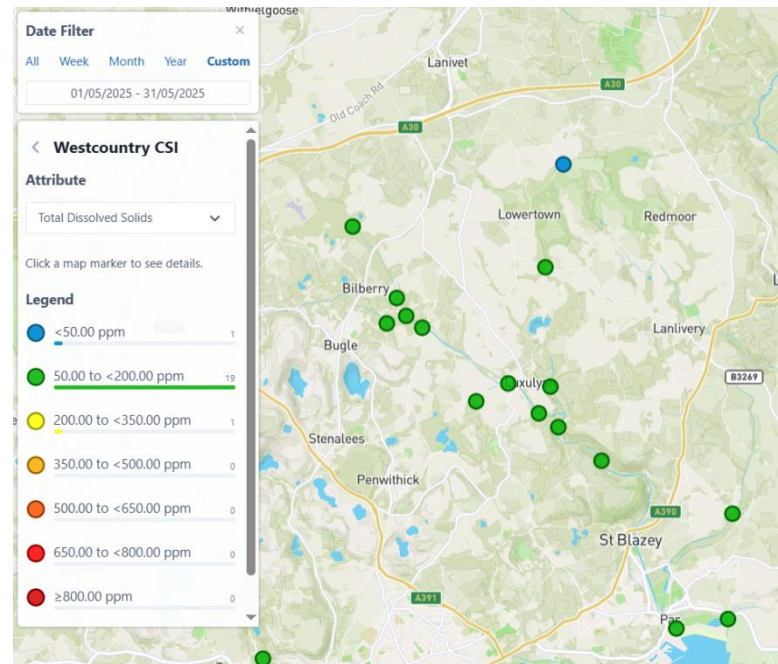 Date Filter
×
All Week Month Year Custom
01/05/2025 - 31/05/2025
Westcountry CSI
Attribute
Total Dissolved Solids
Click a map marker to see details.
Legend
<50.00 ppm 1
50.00 to <200.00 ppm 19
200.00 to <350.00 ppm 1
350.00 to <500.00 ppm 0
500.00 to <650.00 ppm 0
650.00 to <800.00 ppm 0
≥800.00 ppm 0
Lanivet
Old Coach Rd
A30
A30
Lowertown
Redmoor
Bilberry
Bugle
Lanlivery
B3269
Stenalees
Penwithick
A390
St Blazey
A391